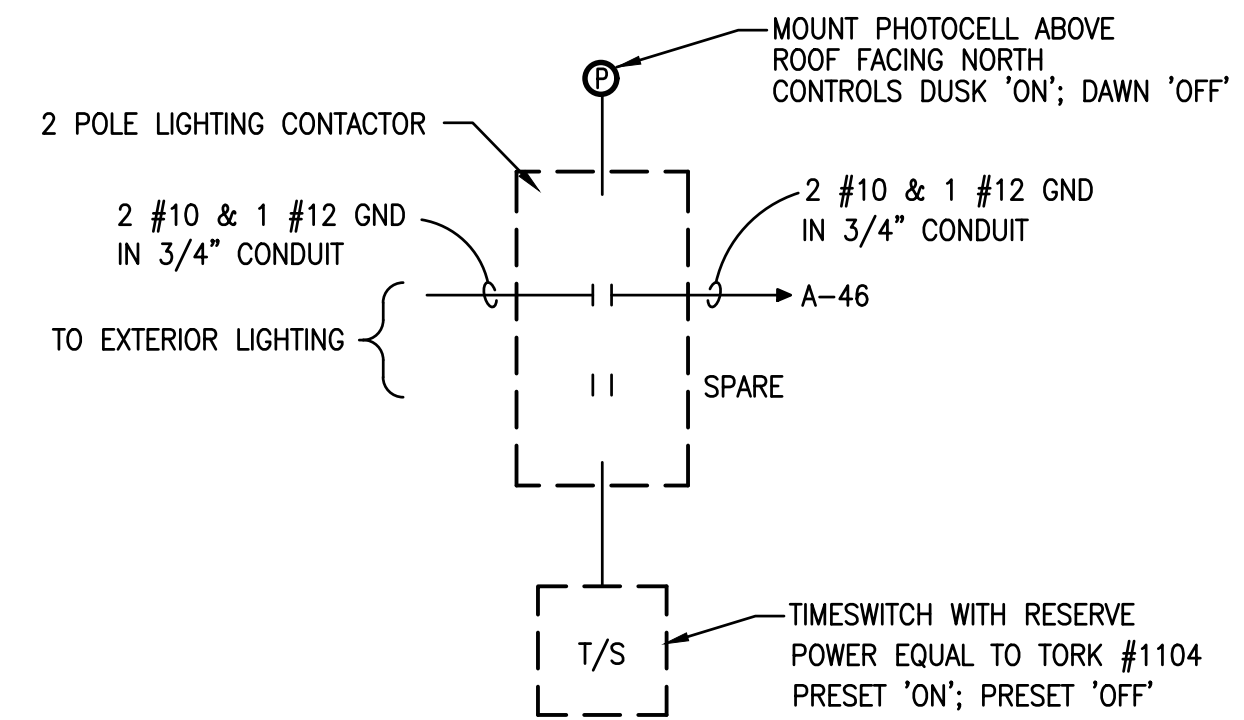 MOUNT PHOTOCELL ABOVE
ROOF FACING NORTH
CONTROLS DUSK 'ON'; DAWN 'OFF'
P
2 POLE LIGHTING CONTACTOR
2 #10 & 1 #12 GND
IN 3/4" CONDUIT
2 #10 & 1 #12 GND
IN 3/4" CONDUIT
A-46
TO EXTERIOR LIGHTING
SPARE
T/S
TIMESWITCH WITH RESERVE
POWER EQUAL TO TORK #1104
PRESET 'ON'; PRESET 'OFF'